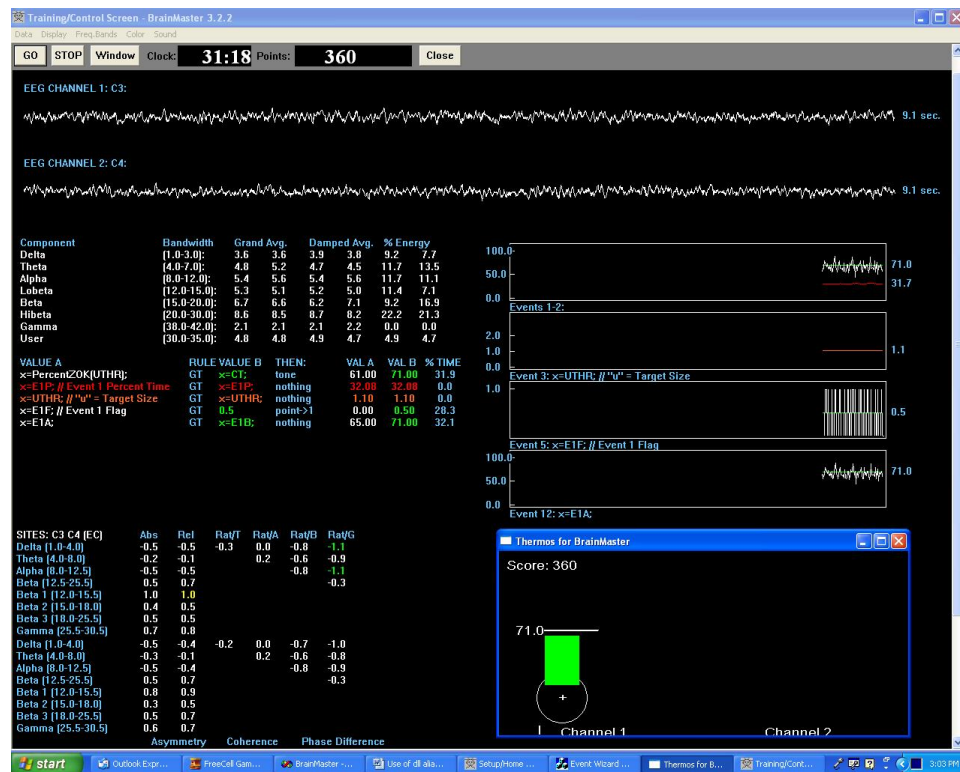 Training/Control Screen - BrainMaster 3.2.2
Data Display Freq.Bands Color Sound
GO STOP Window Clock: 31:18 Points: 360 Close
EEG CHANNEL 1: C3:
9.1 sec.
EEG CHANNEL 2: C4:
9.1 sec.
Component Bandwidth Grand Avg. Damped Avg. % Energy
Delta (1.0-3.0): 3.6 3.6 3.9 3.8 9.2 7.7
Theta (4.0-7.0): 4.8 5.2 4.7 4.5 11.7 13.5
Alpha (8.0-12.0): 5.4 5.6 5.4 5.6 11.7 11.1
Lobeta (12.0-15.0): 5.3 5.1 5.2 5.0 11.4 7.1
Beta (15.0-20.0): 6.7 6.6 6.2 7.1 9.2 16.9
Hibeta (20.0-30.0): 8.6 8.5 8.7 8.2 22.2 21.3
Gamma (38.0-42.0): 2.1 2.1 2.1 2.2 0.0 0.0
User (30.0-35.0): 4.8 4.8 4.9 4.7 4.9 4.7
VALUE A RULE VALUE B THEN: VAL A VAL B % TIME
x=PercentZOK(UTHR); GT x=CT; tone 61.00 71.00 31.9
x=E1P; // Event 1 Percent Time GT x=E1P; nothing 32.08 32.08 0.0
x=UTHR; // "u" = Target Size GT x=UTHR; nothing 1.10 1.10 0.0
x=E1F; // Event 1 Flag GT 0.5 point->1 0.00 0.50 28.3
x=E1A; GT x=E1B; nothing 65.00 71.00 32.1
100.0
50.0
0.0
71.0
31.7
Events 1-2:
2.0
1.0
1.1
Event 3: x=UTHR; // "u" = Target Size
1.0
0.5
Event 5: x=E1F; // Event 1 Flag
100.0
50.0
0.0
71.0
Event 12: x=E1A;
SITES: C3 C4 (EC) Abs Rel Rat/T Rat/A Rat/B Rat/G
Delta (1.0-4.0) -0.5 -0.5 -0.3 0.0 -0.8 -1.1
Theta (4.0-8.0) -0.2 -0.1 0.2 -0.6 -0.9
Alpha (8.0-12.5) -0.5 -0.5 -0.8 -1.1
Beta (12.5-25.5) 0.5 0.7 -0.3
Beta 1 (12.0-15.5) 1.0 1.0
Beta 2 (15.0-18.0) 0.4 0.5
Beta 3 (18.0-25.5) 0.5 0.5
Gamma (25.5-30.5) 0.7 0.8
Delta (1.0-4.0) -0.5 -0.4 -0.2 0.0 -0.7 -1.0
Theta (4.0-8.0) -0.3 -0.1 0.2 -0.6 -0.8
Alpha (8.0-12.5) -0.5 -0.4 -0.8 -0.9
Beta (12.5-25.5) 0.5 0.7 -0.3
Beta 1 (12.0-15.5) 0.8 0.9
Beta 2 (15.0-18.0) 0.3 0.5
Beta 3 (18.0-25.5) 0.5 0.7
Gamma (25.5-30.5) 0.6 0.7
Asymmetry Coherence Phase Difference
Thermos for BrainMaster
Score: 360
71.0
Channel 1 Channel 2
start Outlook Expr... FreeCell Gam... BrainMaster -... Use of dll alia... Setup/Home ... Event Wizard ... Thermos for B... Training/Cont... 3:03 PM